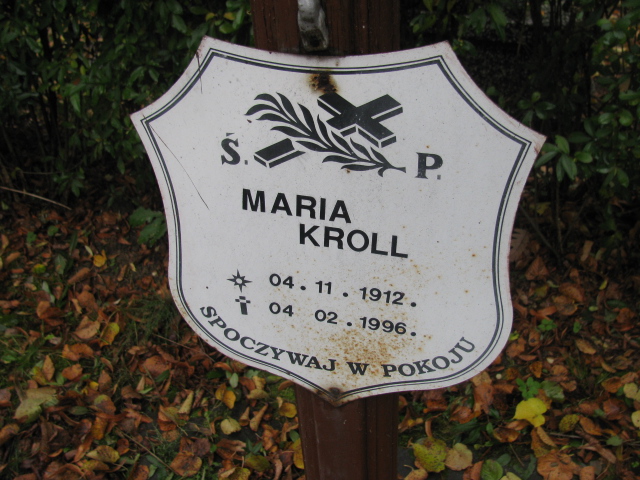 Ś. P.
MARIA
KROLL
04. 11. 1912.
04 02. 1996.
SPOCZYWAJ W POKOJU